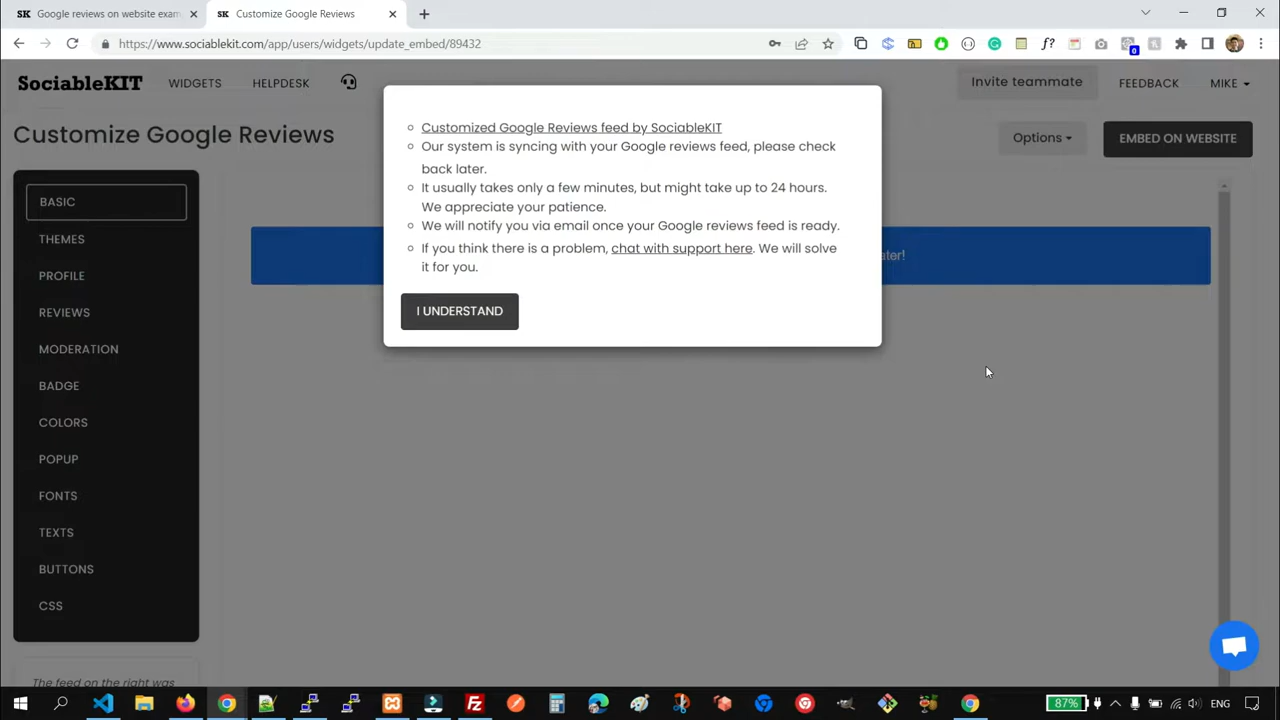 Google reviews on website exam
Customize Google Reviews
https://www.sociablekit.com/app/users/widgets/update_embed/89432
SociableKIT
WIDGETS
HELPDESK
Invite teammate
FEEDBACK
MIKE
Customize Google Reviews
Options
EMBED ON WEBSITE
BASIC
THEMES
PROFILE
REVIEWS
MODERATION
BADGE
COLORS
POPUP
FONTS
TEXTS
BUTTONS
CSS
The feed on the right was
Customized Google Reviews feed by SociableKIT
Our system is syncing with your Google reviews feed, please check
back later.
It usually takes only a few minutes, but might take up to 24 hours.
We appreciate your patience.
We will notify you via email once your Google reviews feed is ready.
If you think there is a problem, chat with support here. We will solve
it for you.
I UNDERSTAND
ater!
87%
ENG